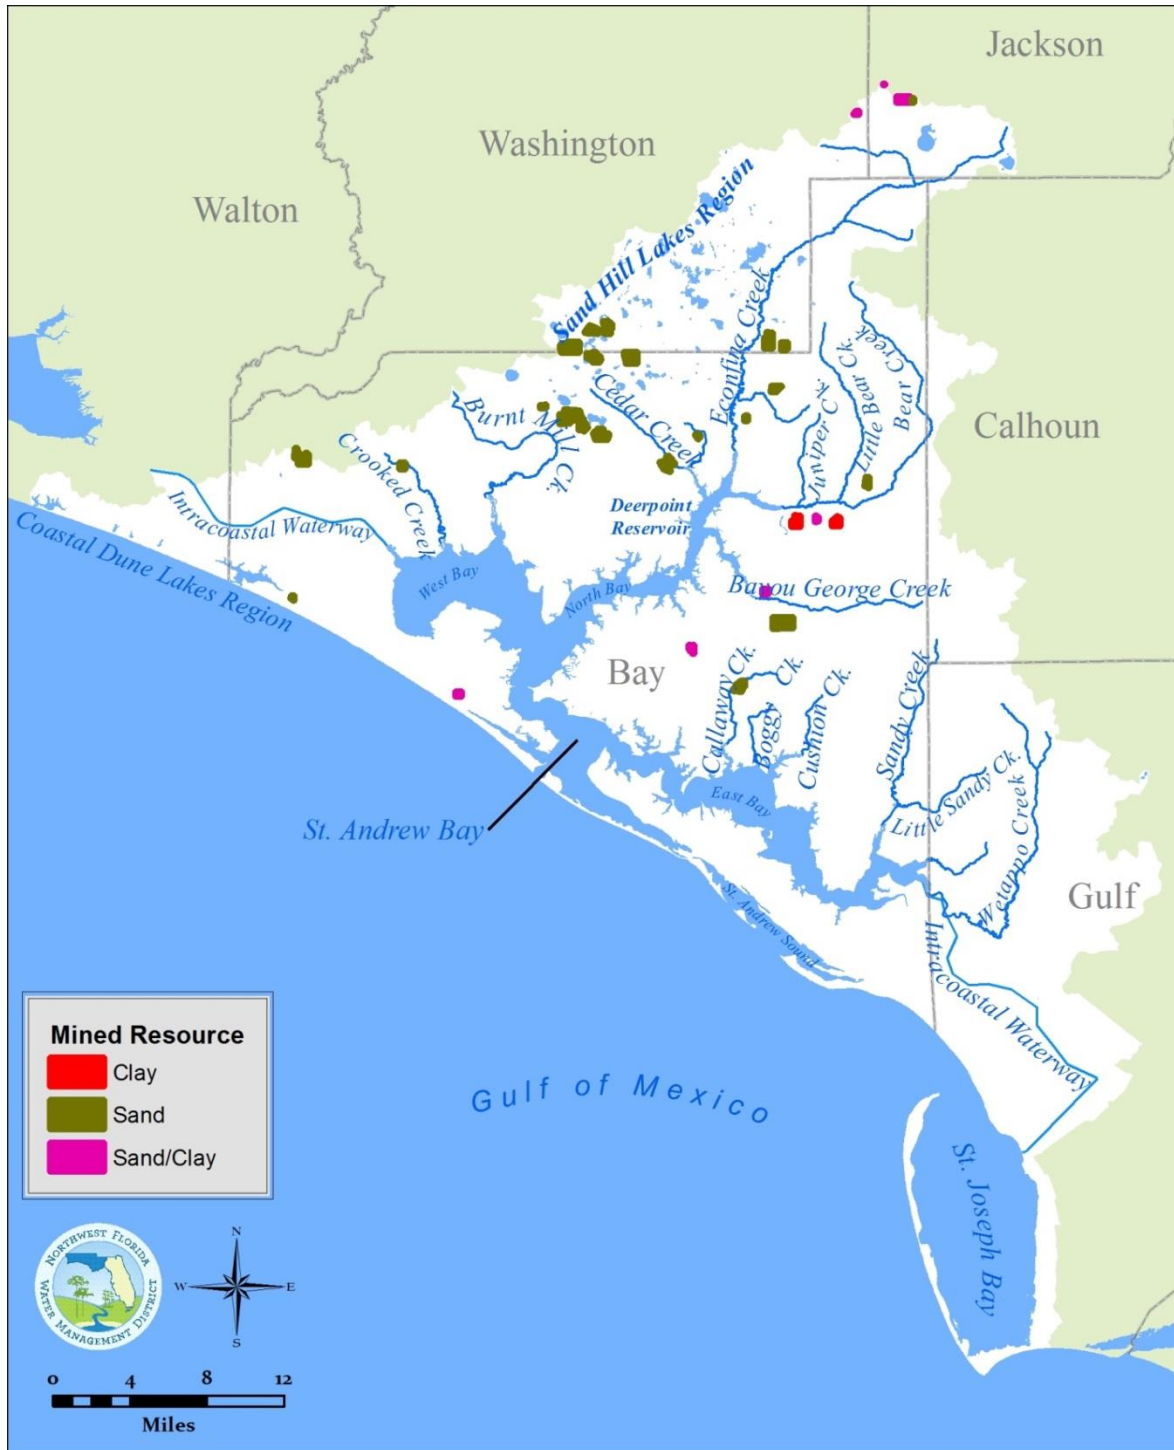 Jackson
Washington
Walton
Sand Hill Lakes Region
Econfina Creek
Bear Creek
Little Bear Ck.
Juniper Ck.
Calhoun
Cedar Creek
Burnt Mill Ck.
Crooked Creek
Intracoastal Waterway
Deerpoint
Reservoir
Coastal Dune Lakes Region
West Bay
North Bay
Bayou George Creek
Bay
Callaway Ck.
Boggy Ck.
Cushion Ck.
Sandy Creek
East Bay
Little Sandy Ck.
Wetappo Creek
St. Andrew Bay
Gulf
St. Andrew Sound
Intracoastal Waterway
Mined Resource
Clay
Sand
Sand/Clay
Gulf of Mexico
St. Joseph Bay
NORTHWEST FLORIDA
WATER MANAGEMENT DISTRICT
N
W E
S
0 4 8 12
Miles